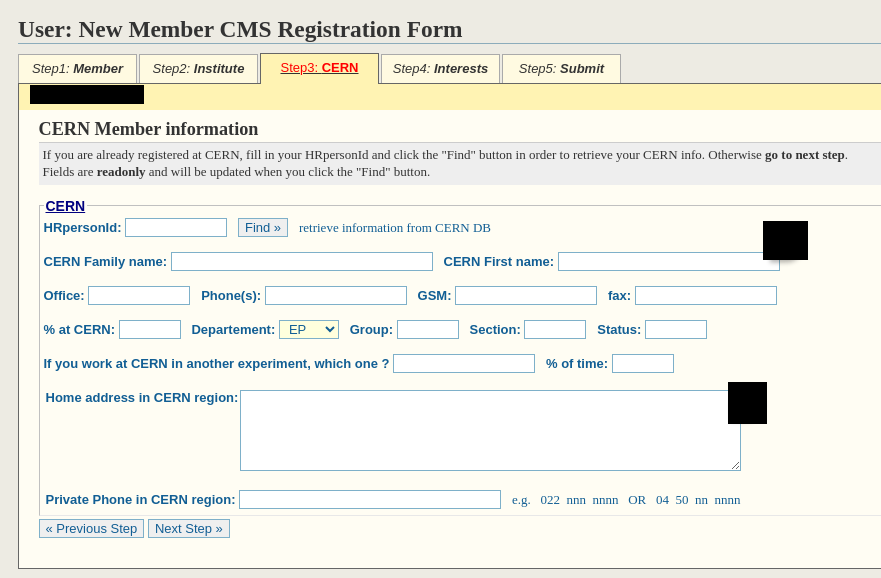 User: New Member CMS Registration Form
Step1: Member Step2: Institute Step3: CERN Step4: Interests Step5: Submit
CERN Member information
If you are already registered at CERN, fill in your HRpersonId and click the "Find" button in order to retrieve your CERN info. Otherwise go to next step.
Fields are readonly and will be updated when you click the "Find" button.
CERN
HRpersonId: Find » retrieve information from CERN DB
CERN Family name: CERN First name:
Office: Phone(s): GSM: fax:
% at CERN: Departement: EP Group: Section: Status:
If you work at CERN in another experiment, which one ? % of time:
Home address in CERN region:
Private Phone in CERN region: e.g. 022 nnn nnnn OR 04 50 nn nnnn
« Previous Step Next Step »